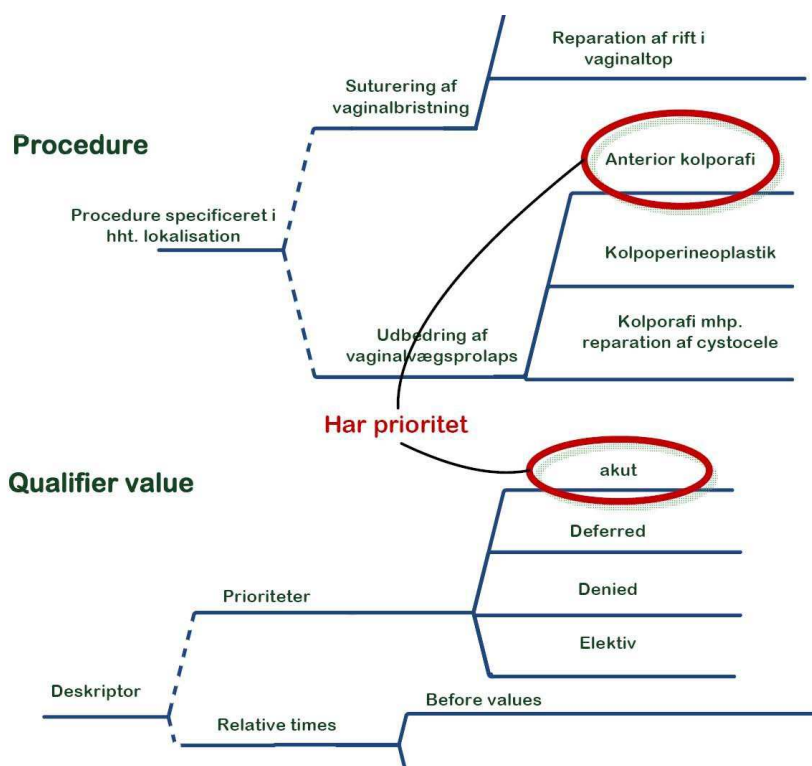 Reparation af rift i
vaginaltop
Suturering af
vaginalbristning
Procedure
Anterior kolporafi
Procedure specificeret i
hht. lokalisation
Kolpoperineoplastik
Kolporafi mhp.
reparation af cystocele
Udbedring af
vaginalvægsprolaps
Har prioritet
akut
Qualifier value
Deferred
Denied
Prioriteter
Elektiv
Deskriptor
Before values
Relative times